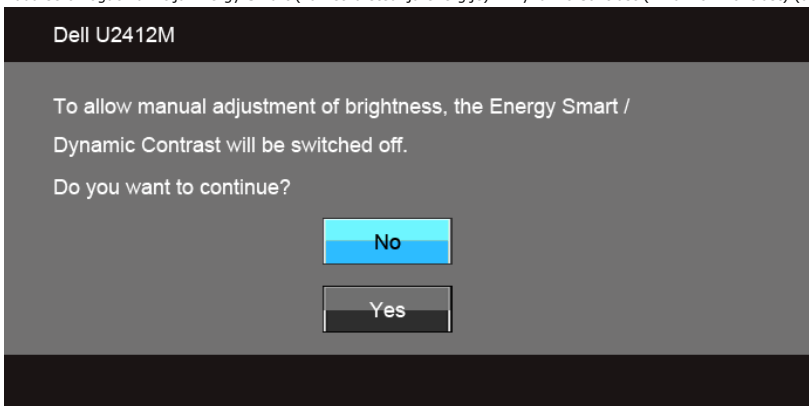 Dell U2412M
To allow manual adjustment of brightness, the Energy Smart /
Dynamic Contrast will be switched off.
Do you want to continue?
No
Yes